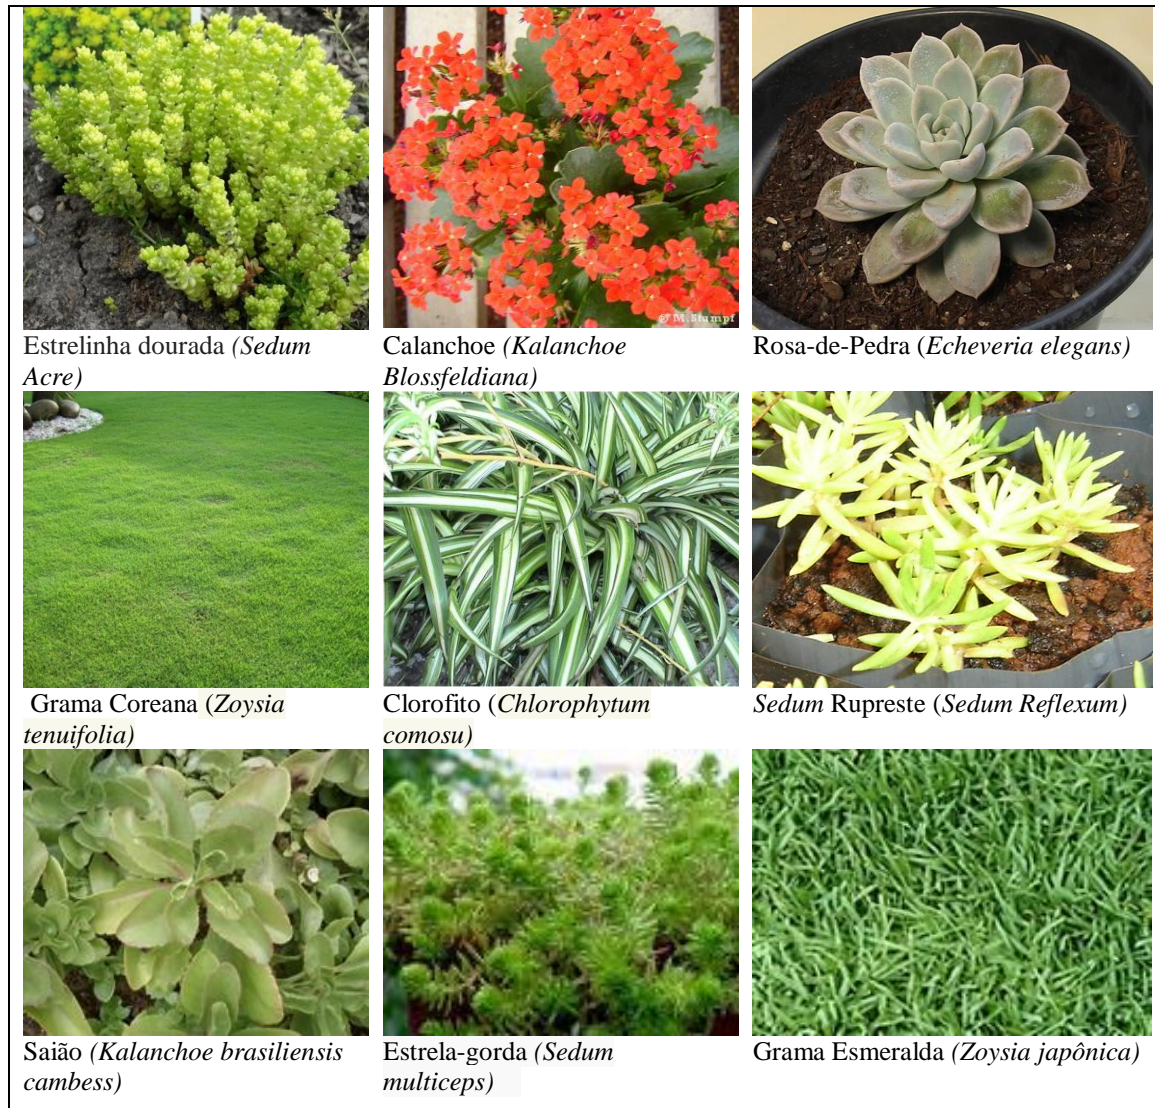 © M.Stumpf
Estrelinha dourada (Sedum
Acre)
Calanchoe (Kalanchoe
Blossfeldiana)
Rosa-de-Pedra (Echeveria elegans)
Grama Coreana (Zoysia
tenuifolia)
Clorofito (Chlorophytum
comosu)
Sedum Rupreste (Sedum Reflexum)
Saião (Kalanchoe brasiliensis
cambess)
Estrela-gorda (Sedum
multiceps)
Grama Esmeralda (Zoysia japônica)